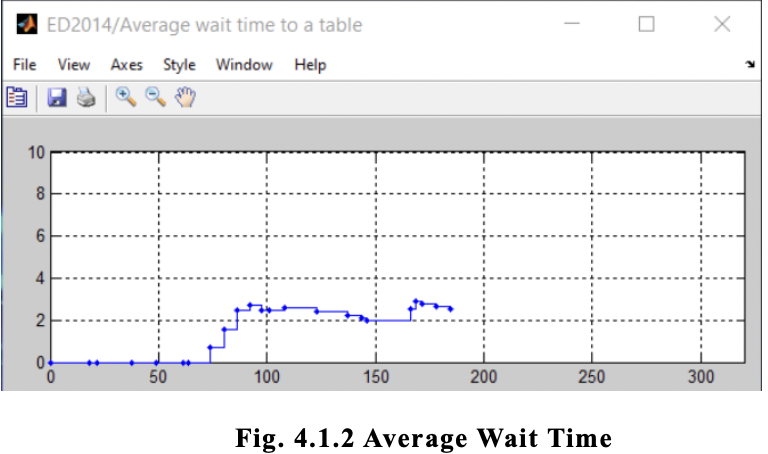 ED2014/Average wait time to a table
File View Axes Style Window Help
10
8
6
4
2
0
0 50 100 150 200 250 300
Fig. 4.1.2 Average Wait Time